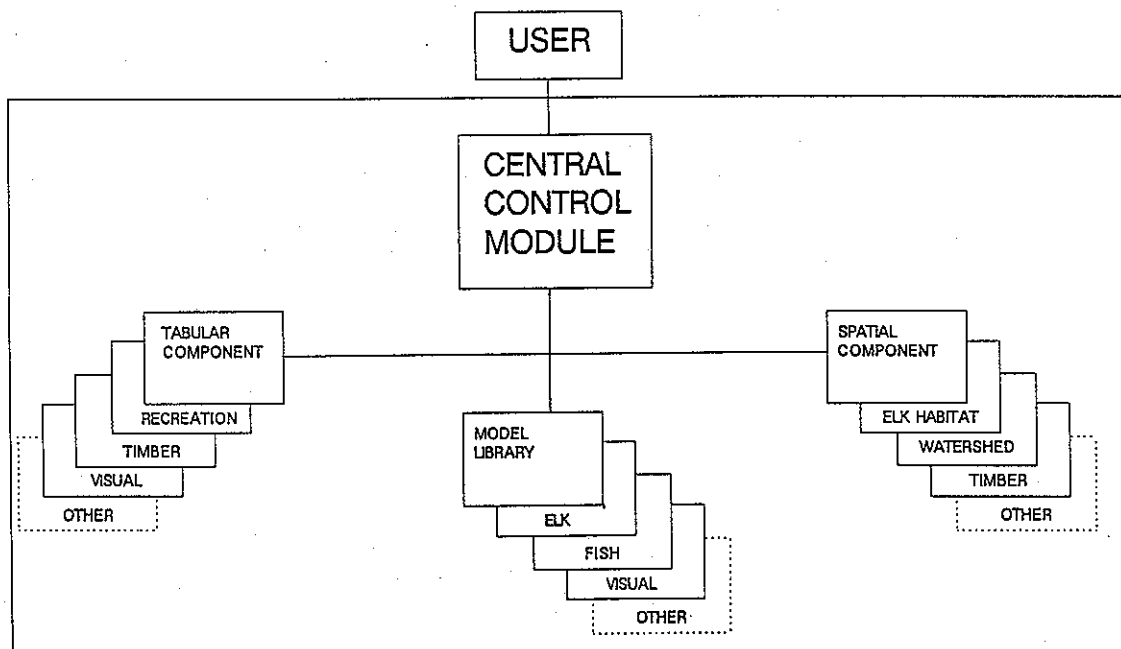 USER
CENTRAL
CONTROL
MODULE
TABULAR
COMPONENT
RECREATION
TIMBER
VISUAL
OTHER
MODEL
LIBRARY
ELK
FISH
VISUAL
OTHER
SPATIAL
COMPONENT
ELK HABITAT
WATERSHED
TIMBER
OTHER